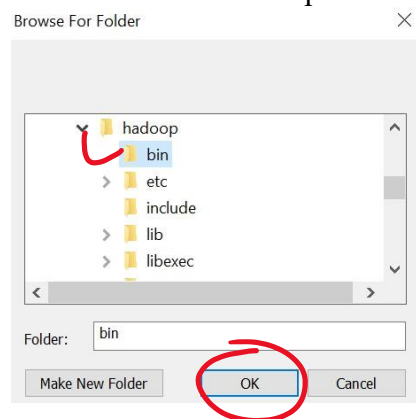 Browse For Folder
hadoop
bin
etc
include
lib
libexec
Folder: bin
Make New Folder OK Cancel